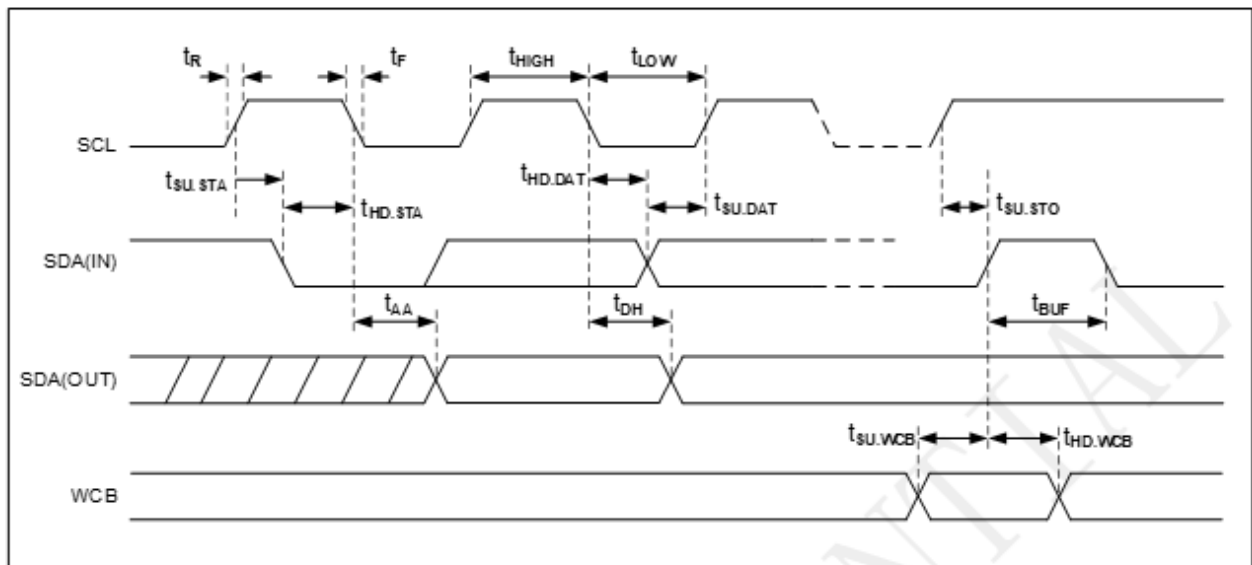 tR
tF
tHIGH
tLOW
SCL
tSU.STA
tHD.STA
tHD.DAT
tSU.DAT
tSU.STO
SDA(IN)
tAA
tDH
tBUF
SDA(OUT)
tSU.WCB
tHD.WCB
WCB
NTIAL